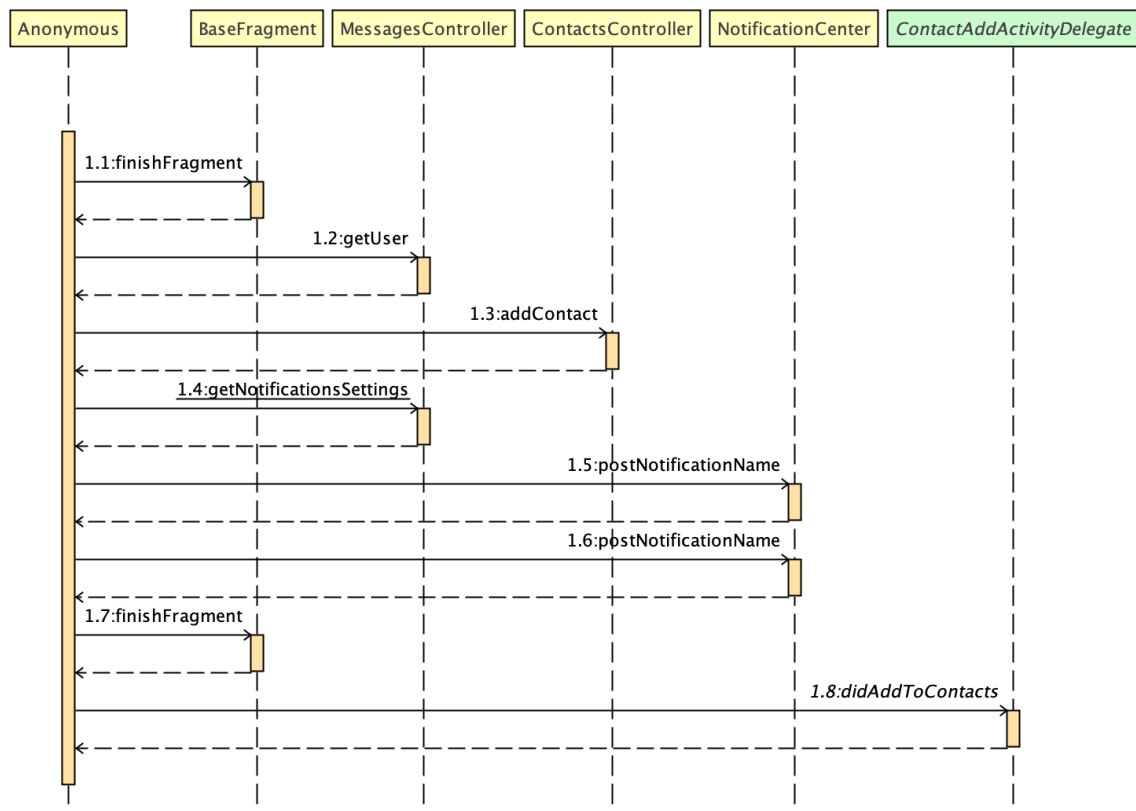 Anonymous BaseFragment MessagesController ContactsController NotificationCenter ContactAddActivityDelegate
1.1:finishFragment
1.2:getUser
1.3:addContact
1.4:getNotificationsSettings
1.5:postNotificationName
1.6:postNotificationName
1.7:finishFragment
1.8:didAddToContacts